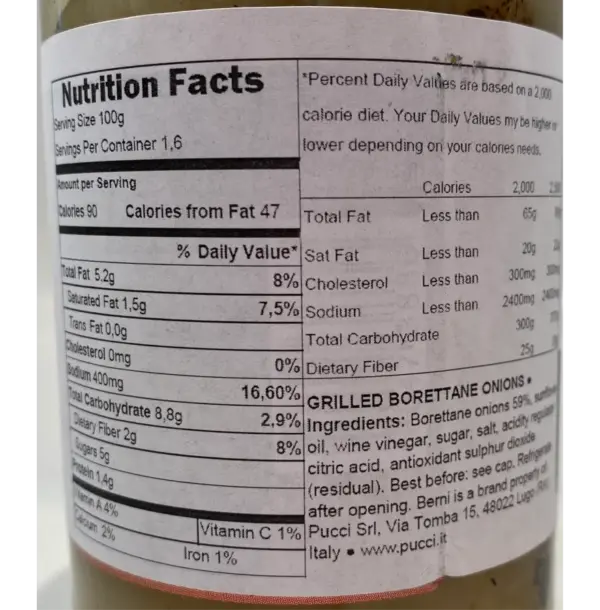 Nutrition Facts
Serving Size 100g
Servings Per Container 1,6
Amount per Serving
Calories 90 Calories from Fat 47
% Daily Value*
Total Fat 5,2g 8%
Saturated Fat 1,5g 7,5%
Trans Fat 0,0g
Cholesterol 0mg 0%
Sodium 400mg 16,60%
Total Carbohydrate 8,8g 2,9%
Dietary Fiber 2g 8%
Sugars 5g
Protein 1,4g
Vitamin A 4% Vitamin C 1%
Calcium 2% Iron 1%
*Percent Daily Values are based on a 2,000
calorie diet. Your Daily Values my be higher or
lower depending on your calories needs.
Calories 2,000
Total Fat Less than 65g
Sat Fat Less than 20g
Cholesterol Less than 300mg
Sodium Less than 2400mg
Total Carbohydrate 300g
Dietary Fiber 25g
GRILLED BORETTANE ONIONS •
Ingredients: Borettane onions 59%,
oil, wine vinegar, sugar, salt, acidity
citric acid, antioxidant sulphur dioxide
(residual). Best before: see cap. Refrigerate
after opening. Berni is a brand property of
Pucci Srl, Via Tomba 15, 48022 Lugo
Italy • www.pucci.it